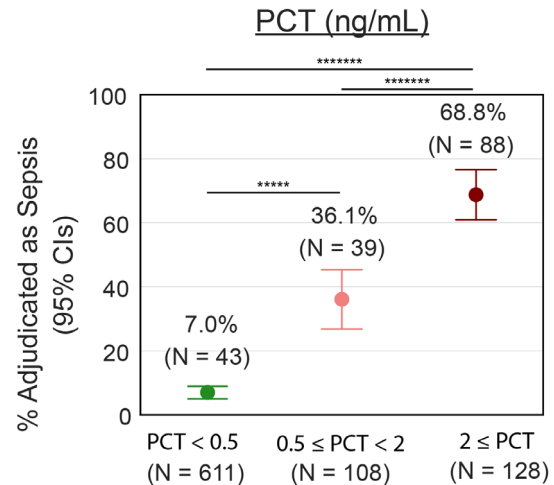 PCT (ng/mL)
*******
*******
100
68.8%
(N = 88)
80
*****
60
36.1%
(N = 39)
40
7.0%
(N = 43)
20
0
% Adjudicated as Sepsis
(95% CIs)
PCT < 0.5 0.5 ≤ PCT < 2 2 ≤ PCT
(N = 611) (N = 108) (N = 128)